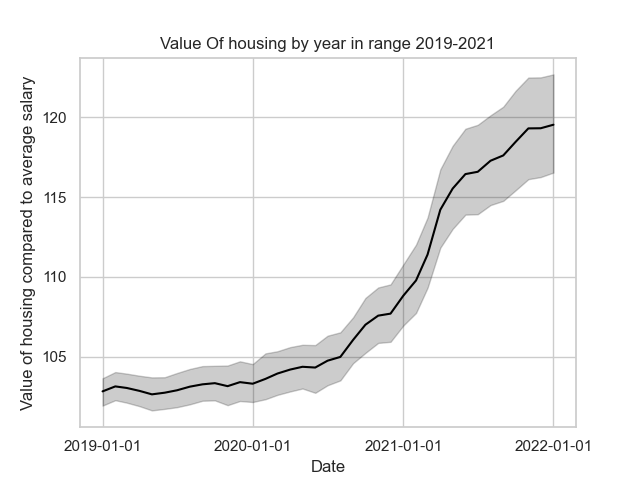 Value Of housing by year in range 2019-2021
Value of housing compared to average salary
120
115
110
105
2019-01-01 2020-01-01 2021-01-01 2022-01-01
Date